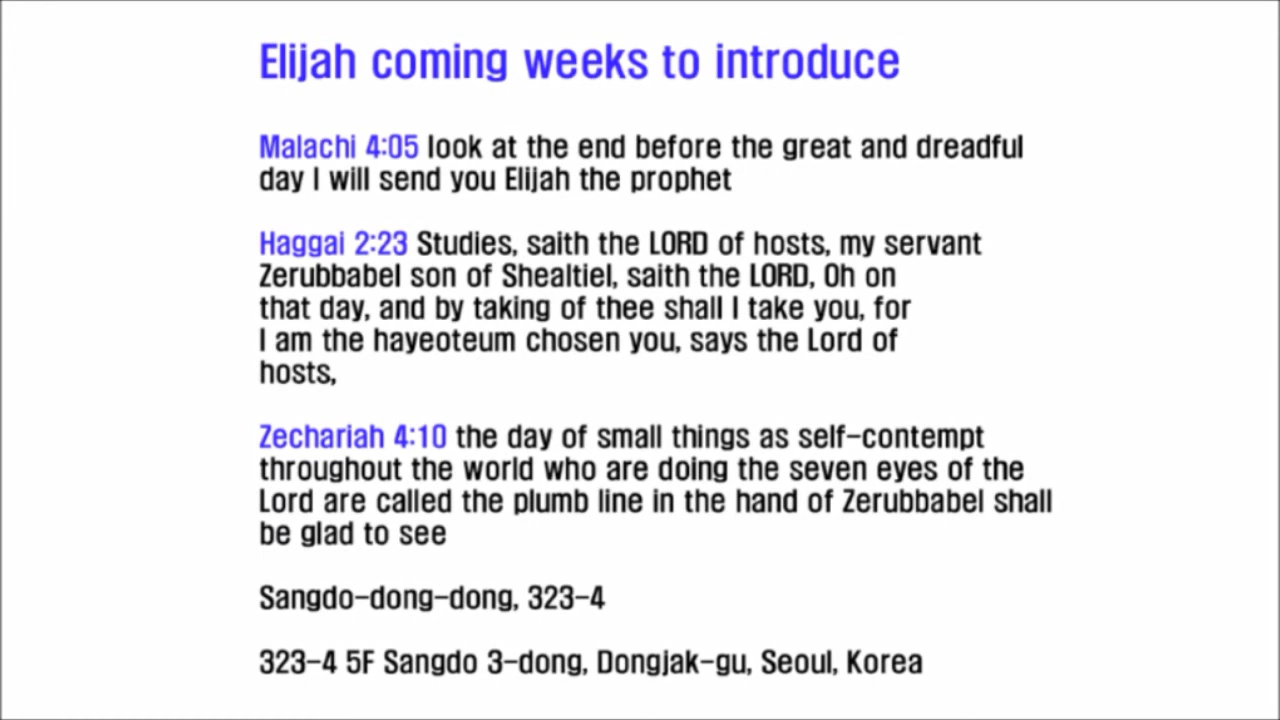 Elijah coming weeks to introduce
Malachi 4:05 look at the end before the great and dreadful
day I will send you Elijah the prophet
Haggai 2:23 Studies, saith the LORD of hosts, my servant
Zerubbabel son of Shealtiel, saith the LORD, Oh on
that day, and by taking of thee shall I take you, for
I am the hayeoteum chosen you, says the Lord of
hosts,
Zechariah 4:10 the day of small things as self-contempt
throughout the world who are doing the seven eyes of the
Lord are called the plumb line in the hand of Zerubbabel shall
be glad to see
Sangdo-dong-dong, 323-4
323-4 5F Sangdo 3-dong, Dongjak-gu, Seoul, Korea